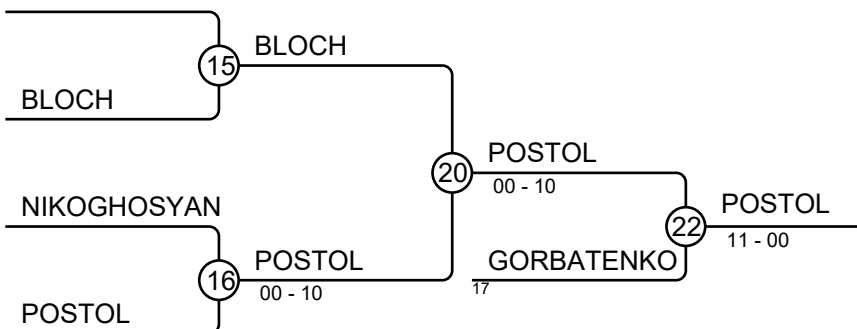 BLOCH
15
BLOCH
POSTOL
20
00 - 10
NIKOGHOSYAN
POSTOL
22
11 - 00
POSTOL
GORBATENKO
16
00 - 10
17
POSTOL